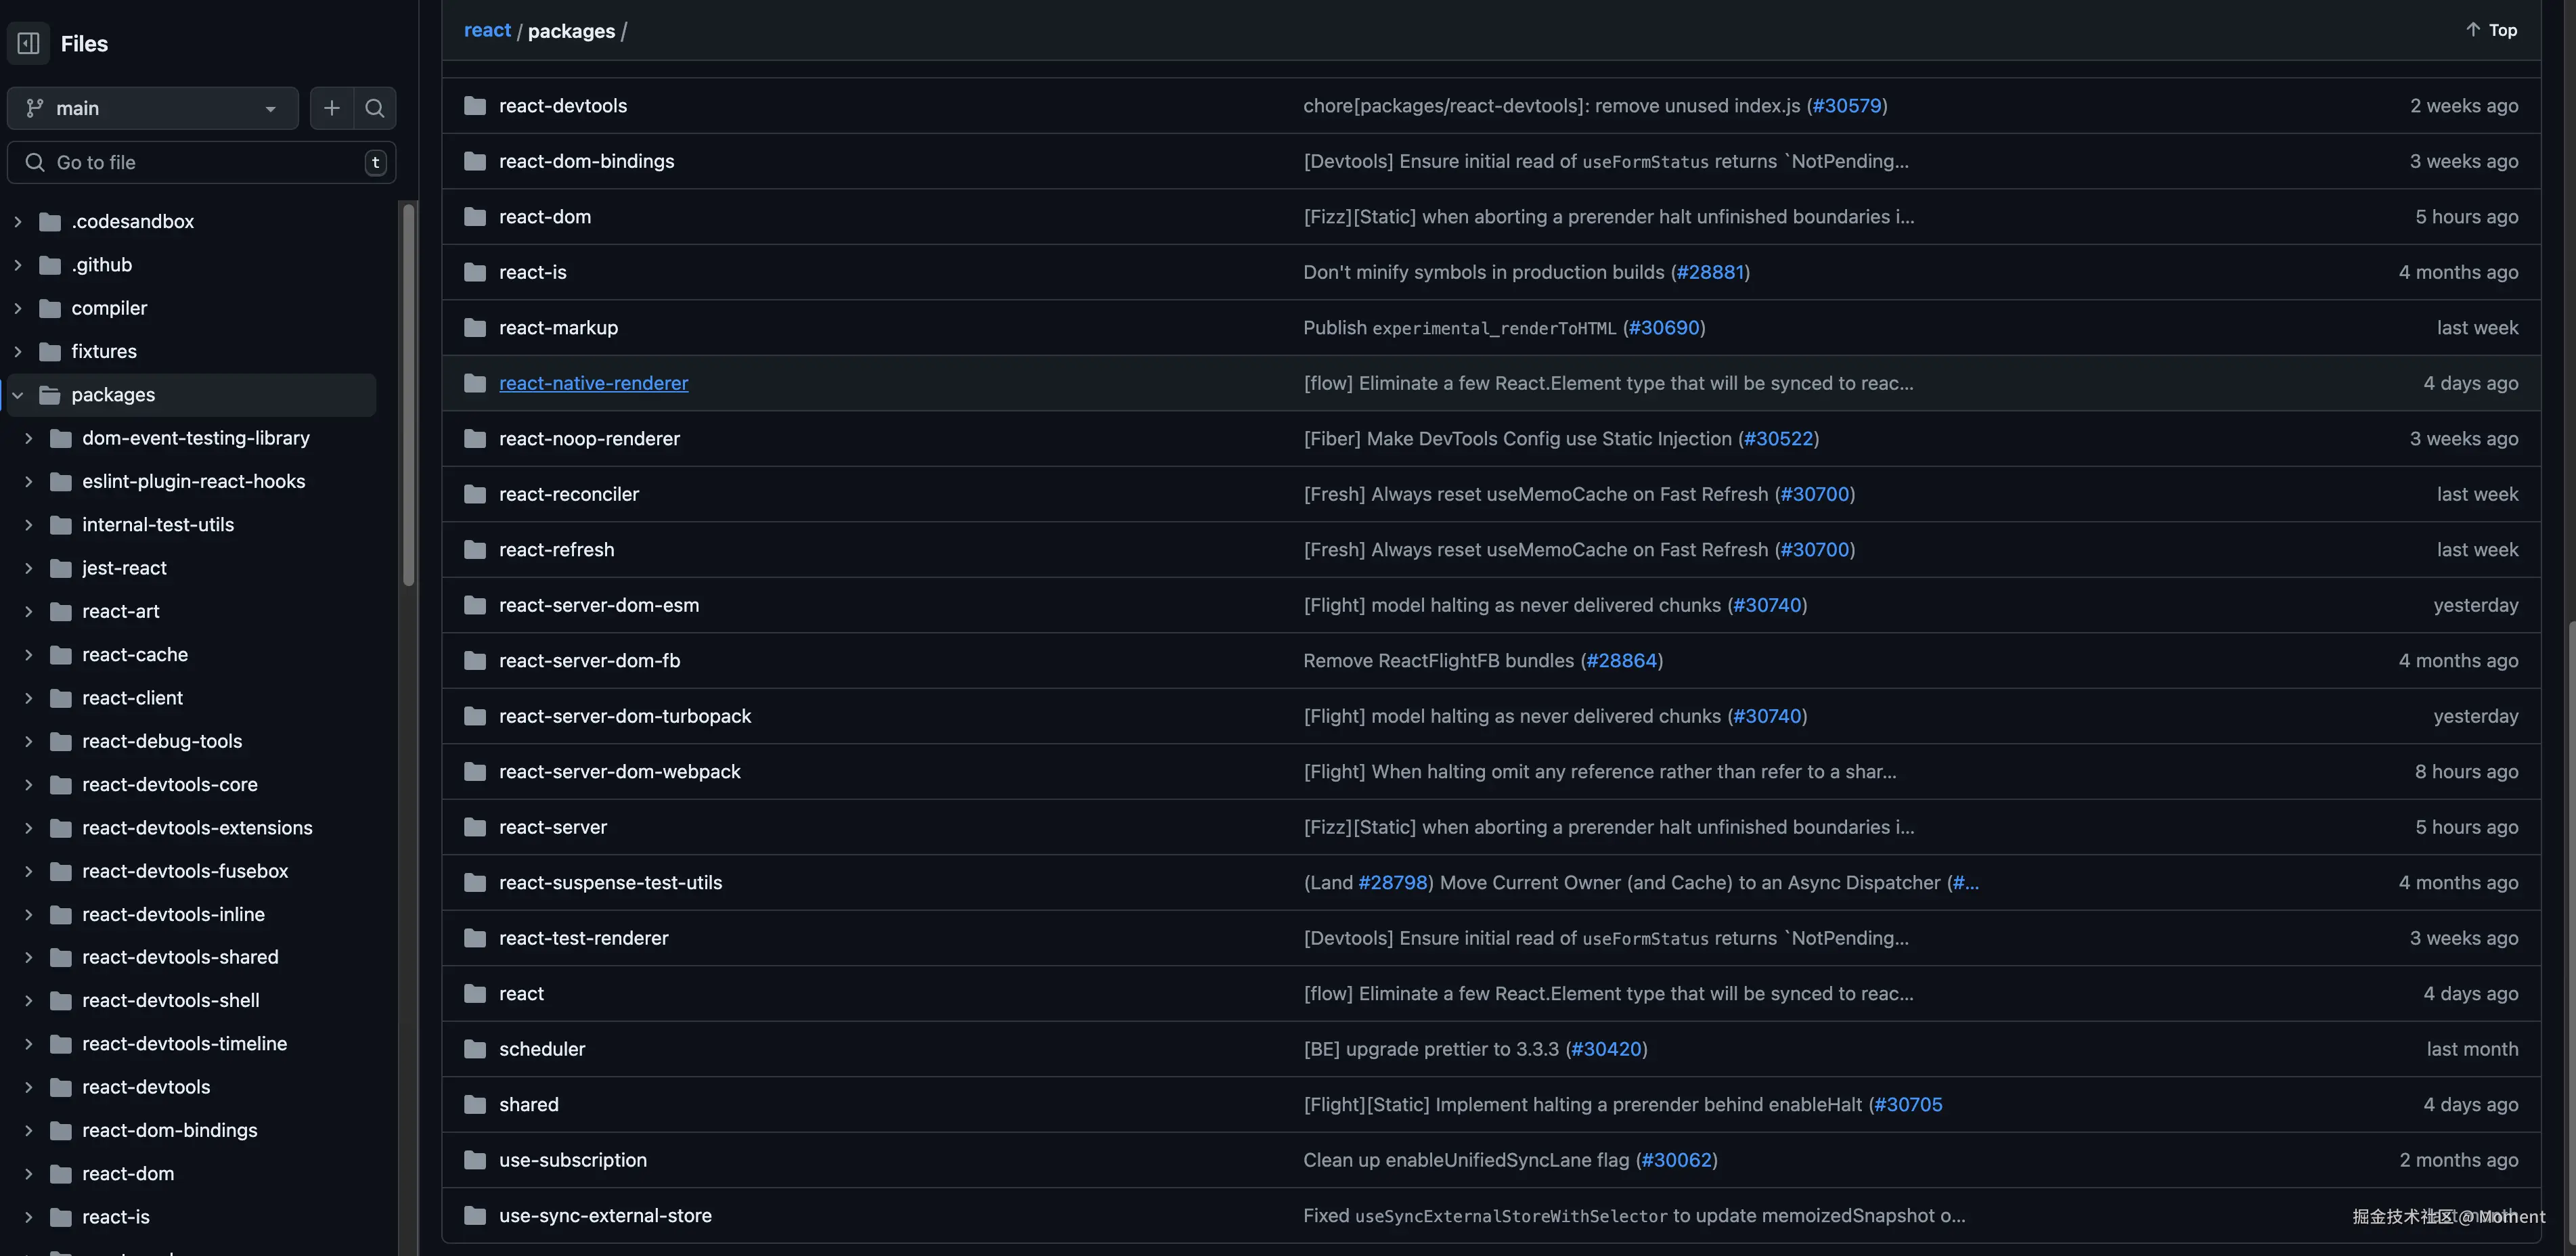 Files
main
Go to file
t
.codesandbox
.github
compiler
fixtures
packages
dom-event-testing-library
eslint-plugin-react-hooks
internal-test-utils
jest-react
react-art
react-cache
react-client
react-debug-tools
react-devtools-core
react-devtools-extensions
react-devtools-fusebox
react-devtools-inline
react-devtools-shared
react-devtools-shell
react-devtools-timeline
react-devtools
react-dom-bindings
react-dom
react-is
react / packages / Top
react-devtools chore[packages/react-devtools]: remove unused index.js (#30579) 2 weeks ago
react-dom-bindings [Devtools] Ensure initial read of useFormStatus returns `NotPending... 3 weeks ago
react-dom [Fizz][Static] when aborting a prerender halt unfinished boundaries i... 5 hours ago
react-is Don't minify symbols in production builds (#28881) 4 months ago
react-markup Publish experimental_renderToHTML (#30690) last week
react-native-renderer [flow] Eliminate a few React.Element type that will be synced to reac... 4 days ago
react-noop-renderer [Fiber] Make DevTools Config use Static Injection (#30522) 3 weeks ago
react-reconciler [Fresh] Always reset useMemoCache on Fast Refresh (#30700) last week
react-refresh [Fresh] Always reset useMemoCache on Fast Refresh (#30700) last week
react-server-dom-esm [Flight] model halting as never delivered chunks (#30740) yesterday
react-server-dom-fb Remove ReactFlightFB bundles (#28864) 4 months ago
react-server-dom-turbopack [Flight] model halting as never delivered chunks (#30740) yesterday
react-server-dom-webpack [Flight] When halting omit any reference rather than refer to a shar... 8 hours ago
react-server [Fizz][Static] when aborting a prerender halt unfinished boundaries i... 5 hours ago
react-suspense-test-utils (Land #28798) Move Current Owner (and Cache) to an Async Dispatcher (#... 4 months ago
react-test-renderer [Devtools] Ensure initial read of useFormStatus returns `NotPending... 3 weeks ago
react [flow] Eliminate a few React.Element type that will be synced to reac... 4 days ago
scheduler [BE] upgrade prettier to 3.3.3 (#30420) last month
shared [Flight][Static] Implement halting a prerender behind enableHalt (#30705 4 days ago
use-subscription Clean up enableUnifiedSyncLane flag (#30062) 2 months ago
use-sync-external-store Fixed useSyncExternalStoreWithSelector to update memoizedSnapshot o...
掘金技术社区 @ Moment